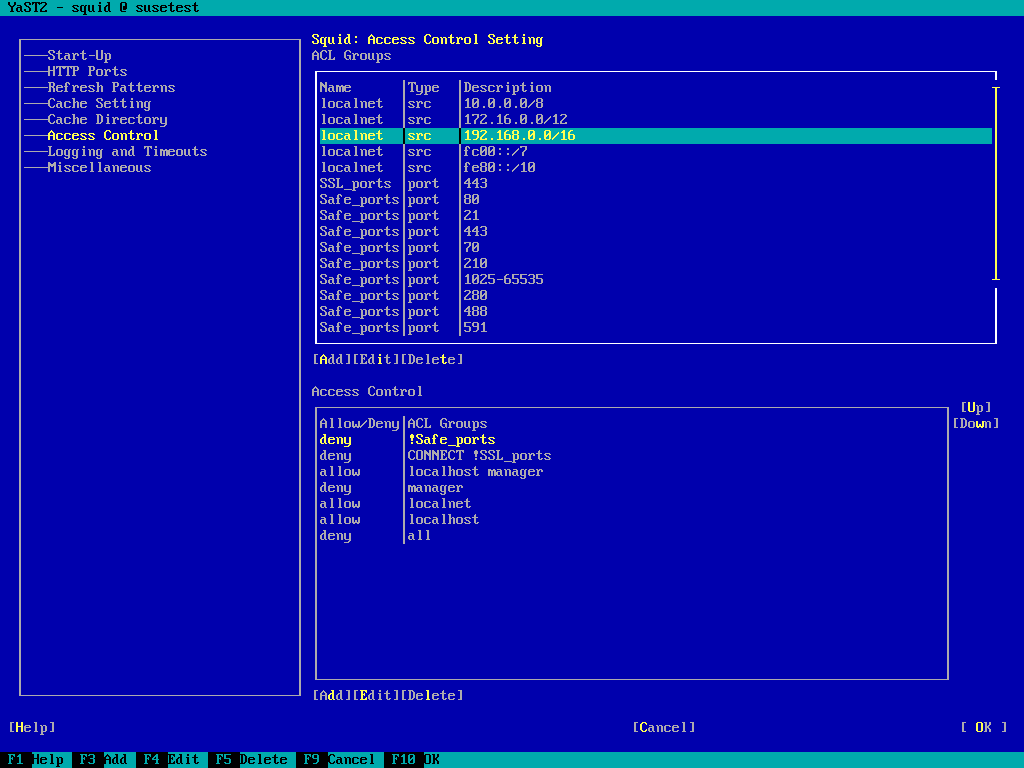 YaST2 - squid @ susetest
Start-Up
HTTP Ports
Refresh Patterns
Cache Setting
Cache Directory
Access Control
Logging and Timeouts
Miscellaneous
Squid: Access Control Setting
ACL Groups
Name Type Description
localnet src 10.0.0.0/8
localnet src 172.16.0.0/12
localnet src 192.168.0.0/16
localnet src fc00::/7
localnet src fe80::/10
SSL_ports port 443
Safe_ports port 80
Safe_ports port 21
Safe_ports port 443
Safe_ports port 70
Safe_ports port 210
Safe_ports port 1025-65535
Safe_ports port 280
Safe_ports port 488
Safe_ports port 591
[Add][Edit][Delete]
Access Control
Allow/Deny ACL Groups
deny !Safe_ports
deny CONNECT !SSL_ports
allow localhost manager
deny manager
allow localnet
allow localhost
deny all
[Up]
[Down]
[Add][Edit][Delete]
[Help] [Cancel] [ OK ]
F1 Help F3 Add F4 Edit F5 Delete F9 Cancel F10 OK